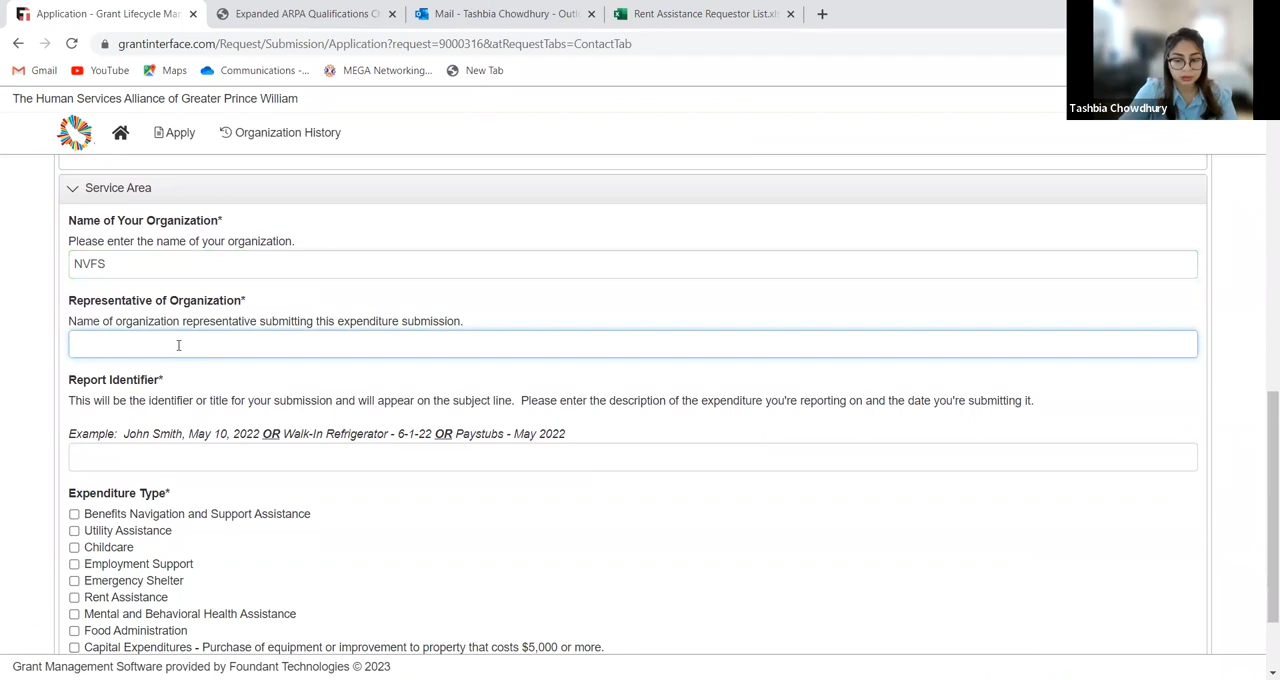 Application - Grant Lifecycle Man
Expanded ARPA Qualifications C
Mail - Tashbia Chowdhury - Outlo
Rent Assistance Requestor List.xls
grantinterface.com/Request/Submission/Application?request=9000316&atRequestTabs=ContactTab
Gmail
YouTube
Maps
Communications -...
MEGA Networking...
New Tab
Tashbia Chowdhury
The Human Services Alliance of Greater Prince William
Apply
Organization History
Service Area
Name of Your Organization*
Please enter the name of your organization.
NVFS
Representative of Organization*
Name of organization representative submitting this expenditure submission.
Report Identifier*
This will be the identifier or title for your submission and will appear on the subject line. Please enter the description of the expenditure you're reporting on and the date you're submitting it.
Example: John Smith, May 10, 2022 OR Walk-In Refrigerator - 6-1-22 OR Paystubs - May 2022
Expenditure Type*
Benefits Navigation and Support Assistance
Utility Assistance
Childcare
Employment Support
Emergency Shelter
Rent Assistance
Mental and Behavioral Health Assistance
Food Administration
Capital Expenditures - Purchase of equipment or improvement to property that costs $5,000 or more.
Grant Management Software provided by Foundant Technologies © 2023